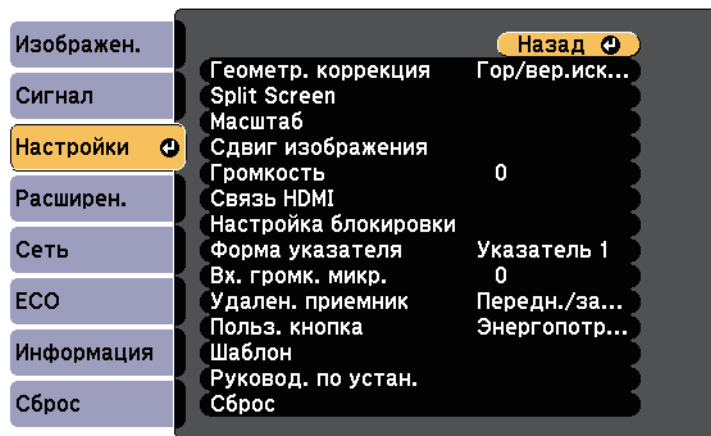 Изображен.
Сигнал
Настройки
Расширен.
Сеть
ECO
Информация
Сброс
Назад
Геометр. коррекция Гор/вер.иск...
Split Screen
Масштаб
Сдвиг изображения
Громкость 0
Связь HDMI
Настройка блокировки
Форма указателя Указатель 1
Вх. громк. микр. 0
Удален. приемник Передн./за...
Польз. кнопка Энергопотр...
Шаблон
Руковод. по устан.
Сброс